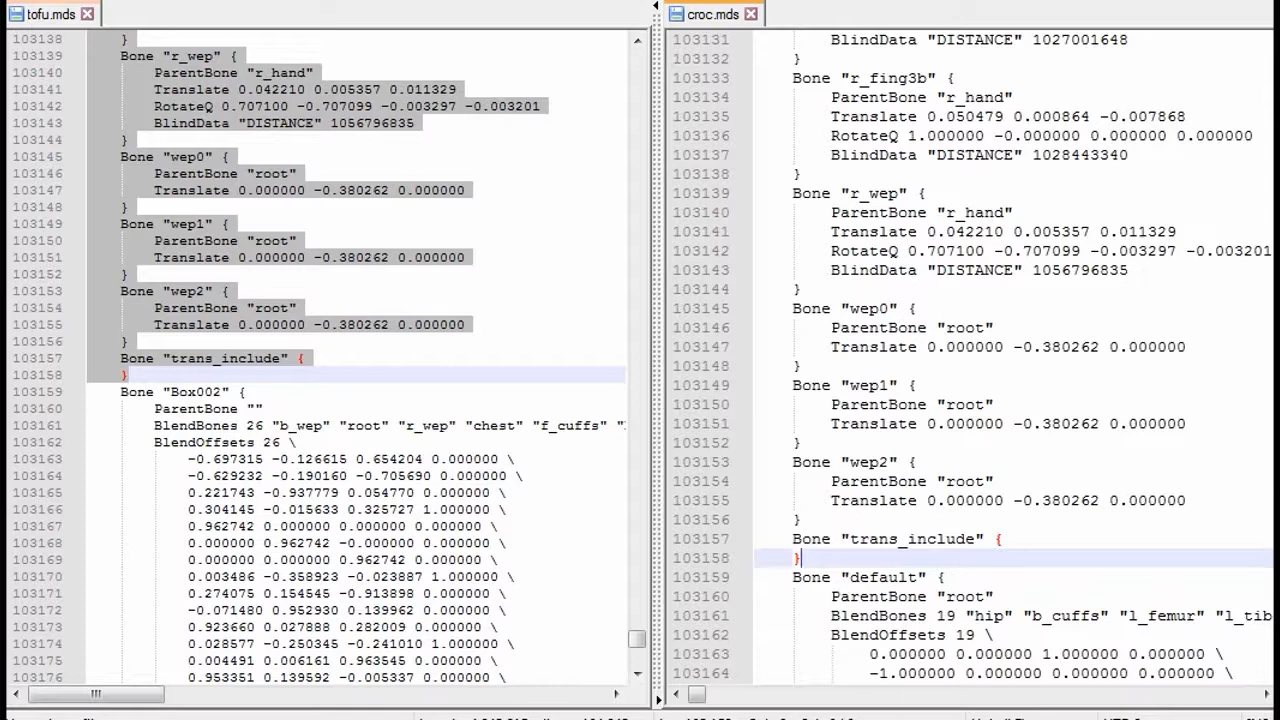 tofu.mds
103138 }
103139 Bone "r_wep" {
103140 ParentBone "r_hand"
103141 Translate 0.042210 0.005357 0.011329
103142 RotateQ 0.707100 -0.707099 -0.003297 -0.003201
103143 BlindData "DISTANCE" 1056796835
103144 }
103145 Bone "wep0" {
103146 ParentBone "root"
103147 Translate 0.000000 -0.380262 0.000000
103148 }
103149 Bone "wep1" {
103150 ParentBone "root"
103151 Translate 0.000000 -0.380262 0.000000
103152 }
103153 Bone "wep2" {
103154 ParentBone "root"
103155 Translate 0.000000 -0.380262 0.000000
103156 }
103157 Bone "trans_include" {
103158 }
103159 Bone "Box002" {
103160 ParentBone ""
103161 BlendBones 26 "b_wep" "root" "r_wep" "chest" "f_cuffs" "
103162 BlendOffsets 26 \
103163 -0.697315 -0.126615 0.654204 0.000000 \
103164 -0.629232 -0.190160 -0.705690 0.000000 \
103165 0.221743 -0.937779 0.054770 0.000000 \
103166 0.304145 -0.015633 0.325727 1.000000 \
103167 0.962742 0.000000 0.000000 0.000000 \
103168 0.000000 0.962742 -0.000000 0.000000 \
103169 0.000000 0.000000 0.962742 0.000000 \
103170 0.003486 -0.358923 -0.023887 1.000000 \
103171 0.274075 0.154545 -0.913898 0.000000 \
103172 -0.071480 0.952930 0.139962 0.000000 \
103173 0.923660 0.027888 0.282009 0.000000 \
103174 0.028577 -0.250345 -0.241010 1.000000 \
103175 0.004491 0.006161 0.963545 0.000000 \
103176 0.953351 0.139592 -0.005337 0.000000 \
croc.mds
103131 BlindData "DISTANCE" 1027001648
103132 }
103133 Bone "r_fing3b" {
103134 ParentBone "r_hand"
103135 Translate 0.050479 0.000864 -0.007868
103136 RotateQ 1.000000 -0.000000 0.000000 0.000000
103137 BlindData "DISTANCE" 1028443340
103138 }
103139 Bone "r_wep" {
103140 ParentBone "r_hand"
103141 Translate 0.042210 0.005357 0.011329
103142 RotateQ 0.707100 -0.707099 -0.003297 -0.003201
103143 BlindData "DISTANCE" 1056796835
103144 }
103145 Bone "wep0" {
103146 ParentBone "root"
103147 Translate 0.000000 -0.380262 0.000000
103148 }
103149 Bone "wep1" {
103150 ParentBone "root"
103151 Translate 0.000000 -0.380262 0.000000
103152 }
103153 Bone "wep2" {
103154 ParentBone "root"
103155 Translate 0.000000 -0.380262 0.000000
103156 }
103157 Bone "trans_include" {
103158 }
103159 Bone "default" {
103160 ParentBone "root"
103161 BlendBones 19 "hip" "b_cuffs" "l_femur" "l_tib
103162 BlendOffsets 19 \
103163 0.000000 0.000000 1.000000 0.000000 \
103164 -1.000000 0.000000 0.000000 0.000000 \